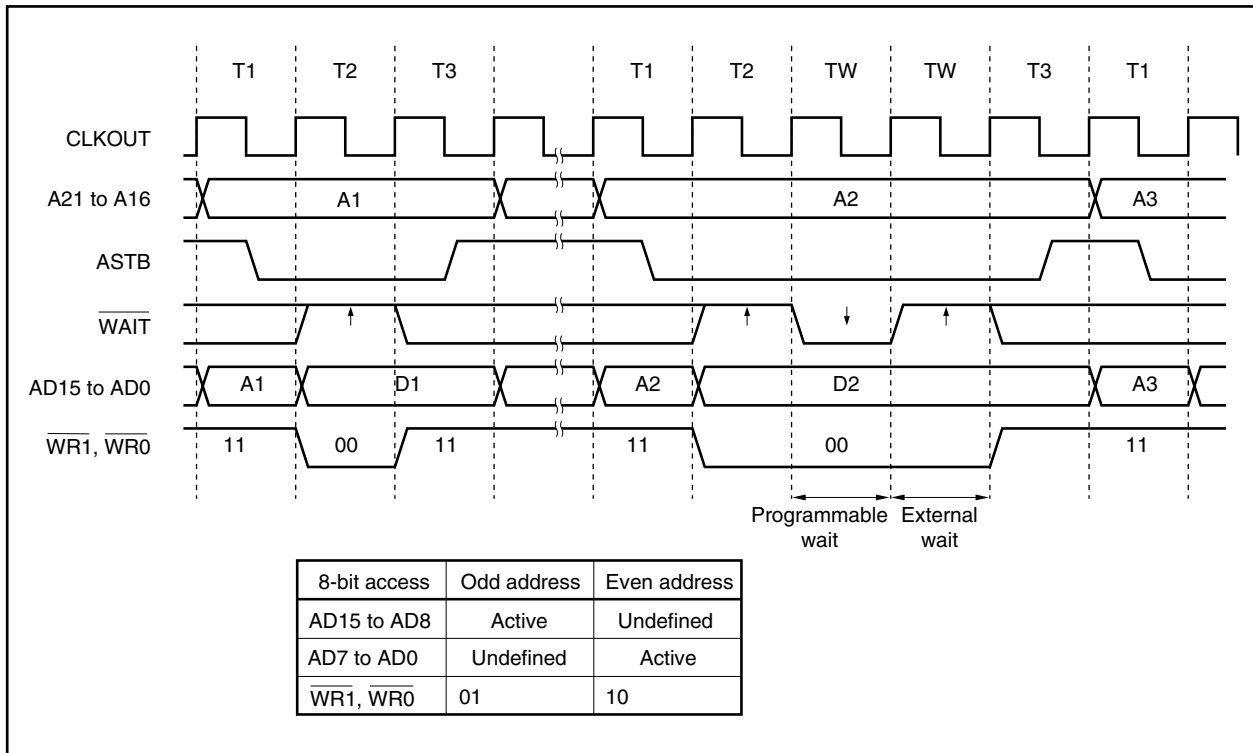 T1 T2 T3 T1 T2 TW TW T3 T1
CLKOUT
A21 to A16 A1 A2 A3
ASTB
WAIT
AD15 to AD0 A1 D1 A2 D2 A3
WR1, WR0 11 00 11 11 00 11
Programmable wait
External wait
8-bit access Odd address Even address
AD15 to AD8 Active Undefined
AD7 to AD0 Undefined Active
WR1, WR0 01 10